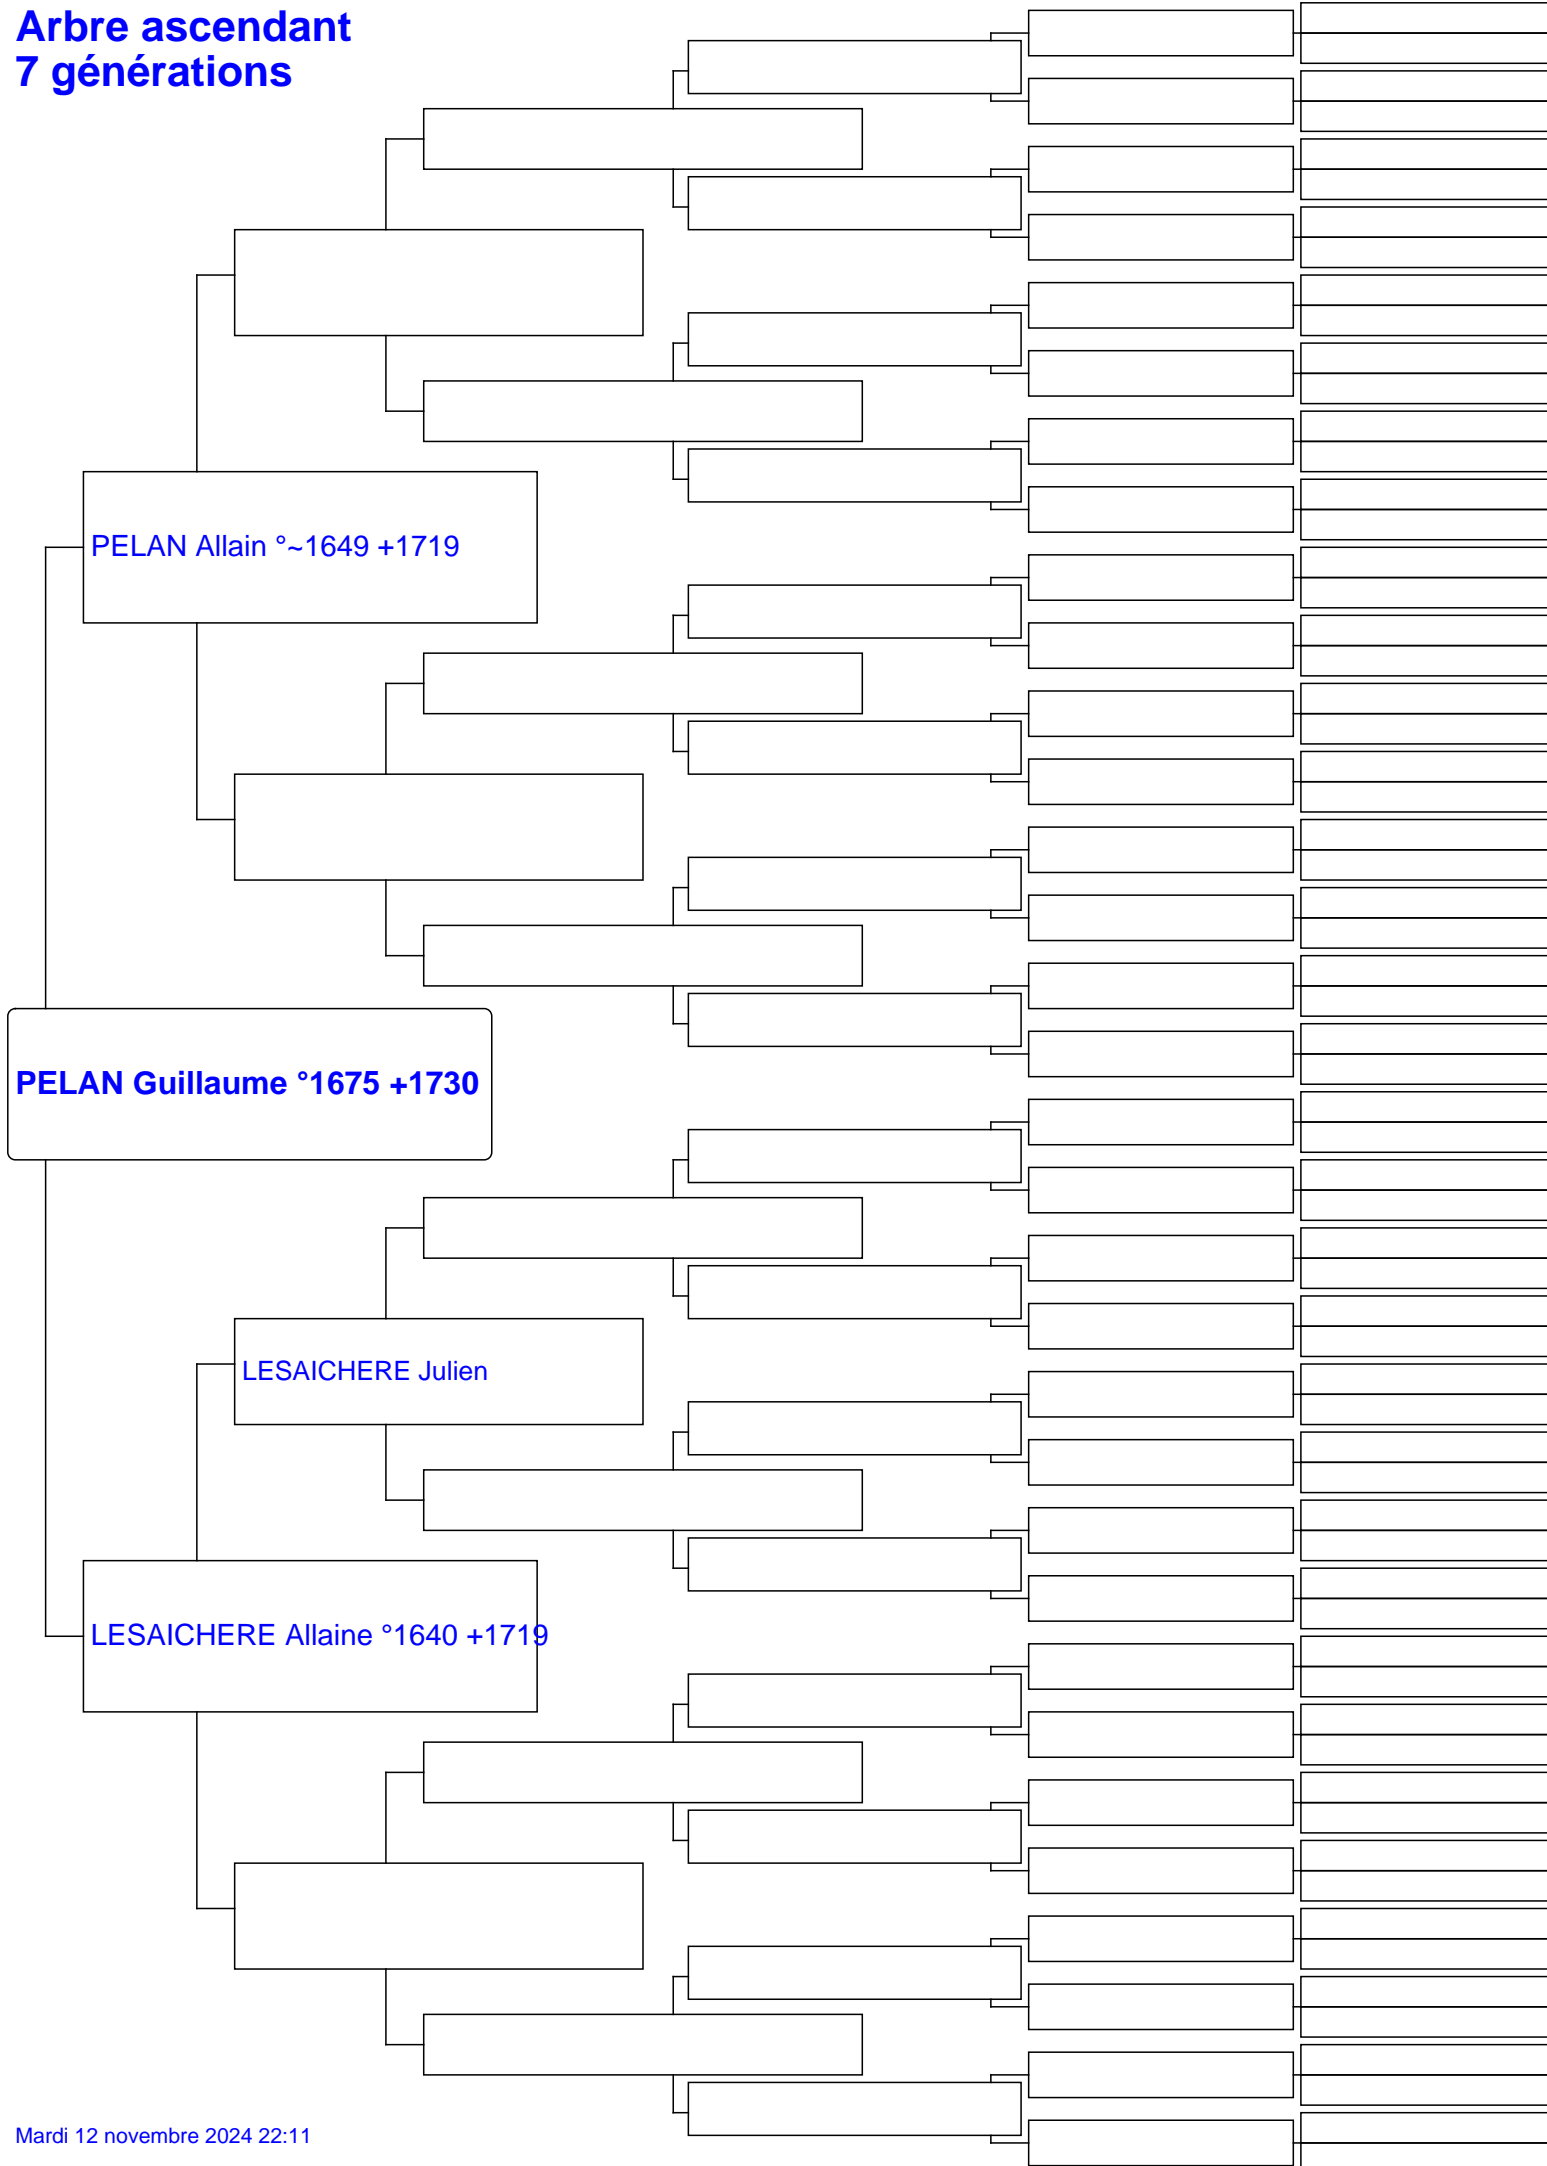 Arbre ascendant
7 générations
PELAN Allain °~1649 +1719
PELAN Guillaume °1675 +1730
LESAICHERE Julien
LESAICHERE Allaine °1640 +1719
Mardi 12 novembre 2024 22:11